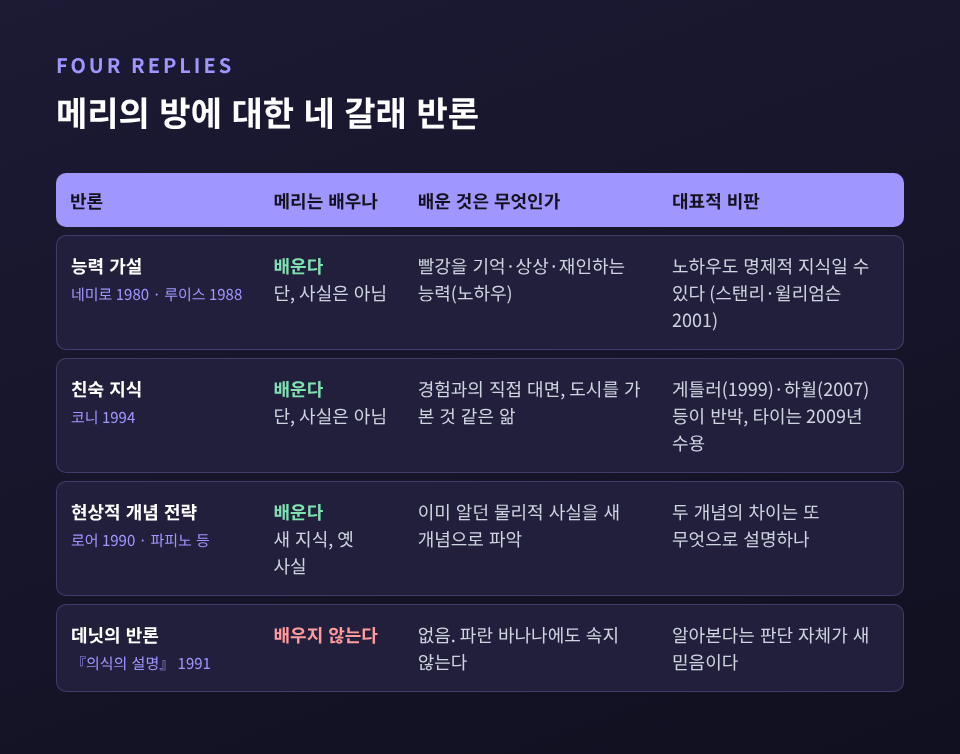 FOUR REPLIES
메리의 방에 대한 네 갈래 반론
반론
메리는 배우나
배운 것은 무엇인가
대표적 비판
능력 가설
네미로 1980 · 루이스 1988
배운다
단, 사실은 아님
빨강을 기억·상상·재인하는
능력(노하우)
노하우도 명제적 지식일 수
있다 (스탠리·윌리엄슨
2001)
친숙 지식
코니 1994
배운다
단, 사실은 아님
경험과의 직접 대면, 도시를 가
본 것 같은 앎
게틀러(1999)·하월(2007)
등이 반박, 타이는 2009년
수용
현상적 개념 전략
로어 1990 · 파피노 등
배운다
새 지식, 옛
사실
이미 알던 물리적 사실을 새
개념으로 파악
두 개념의 차이는 또
무엇으로 설명하나
데닛의 반론
『의식의 설명』 1991
배우지 않는다
없음. 파란 바나나에도 속지
않는다
알아본다는 판단 자체가 새
믿음이다